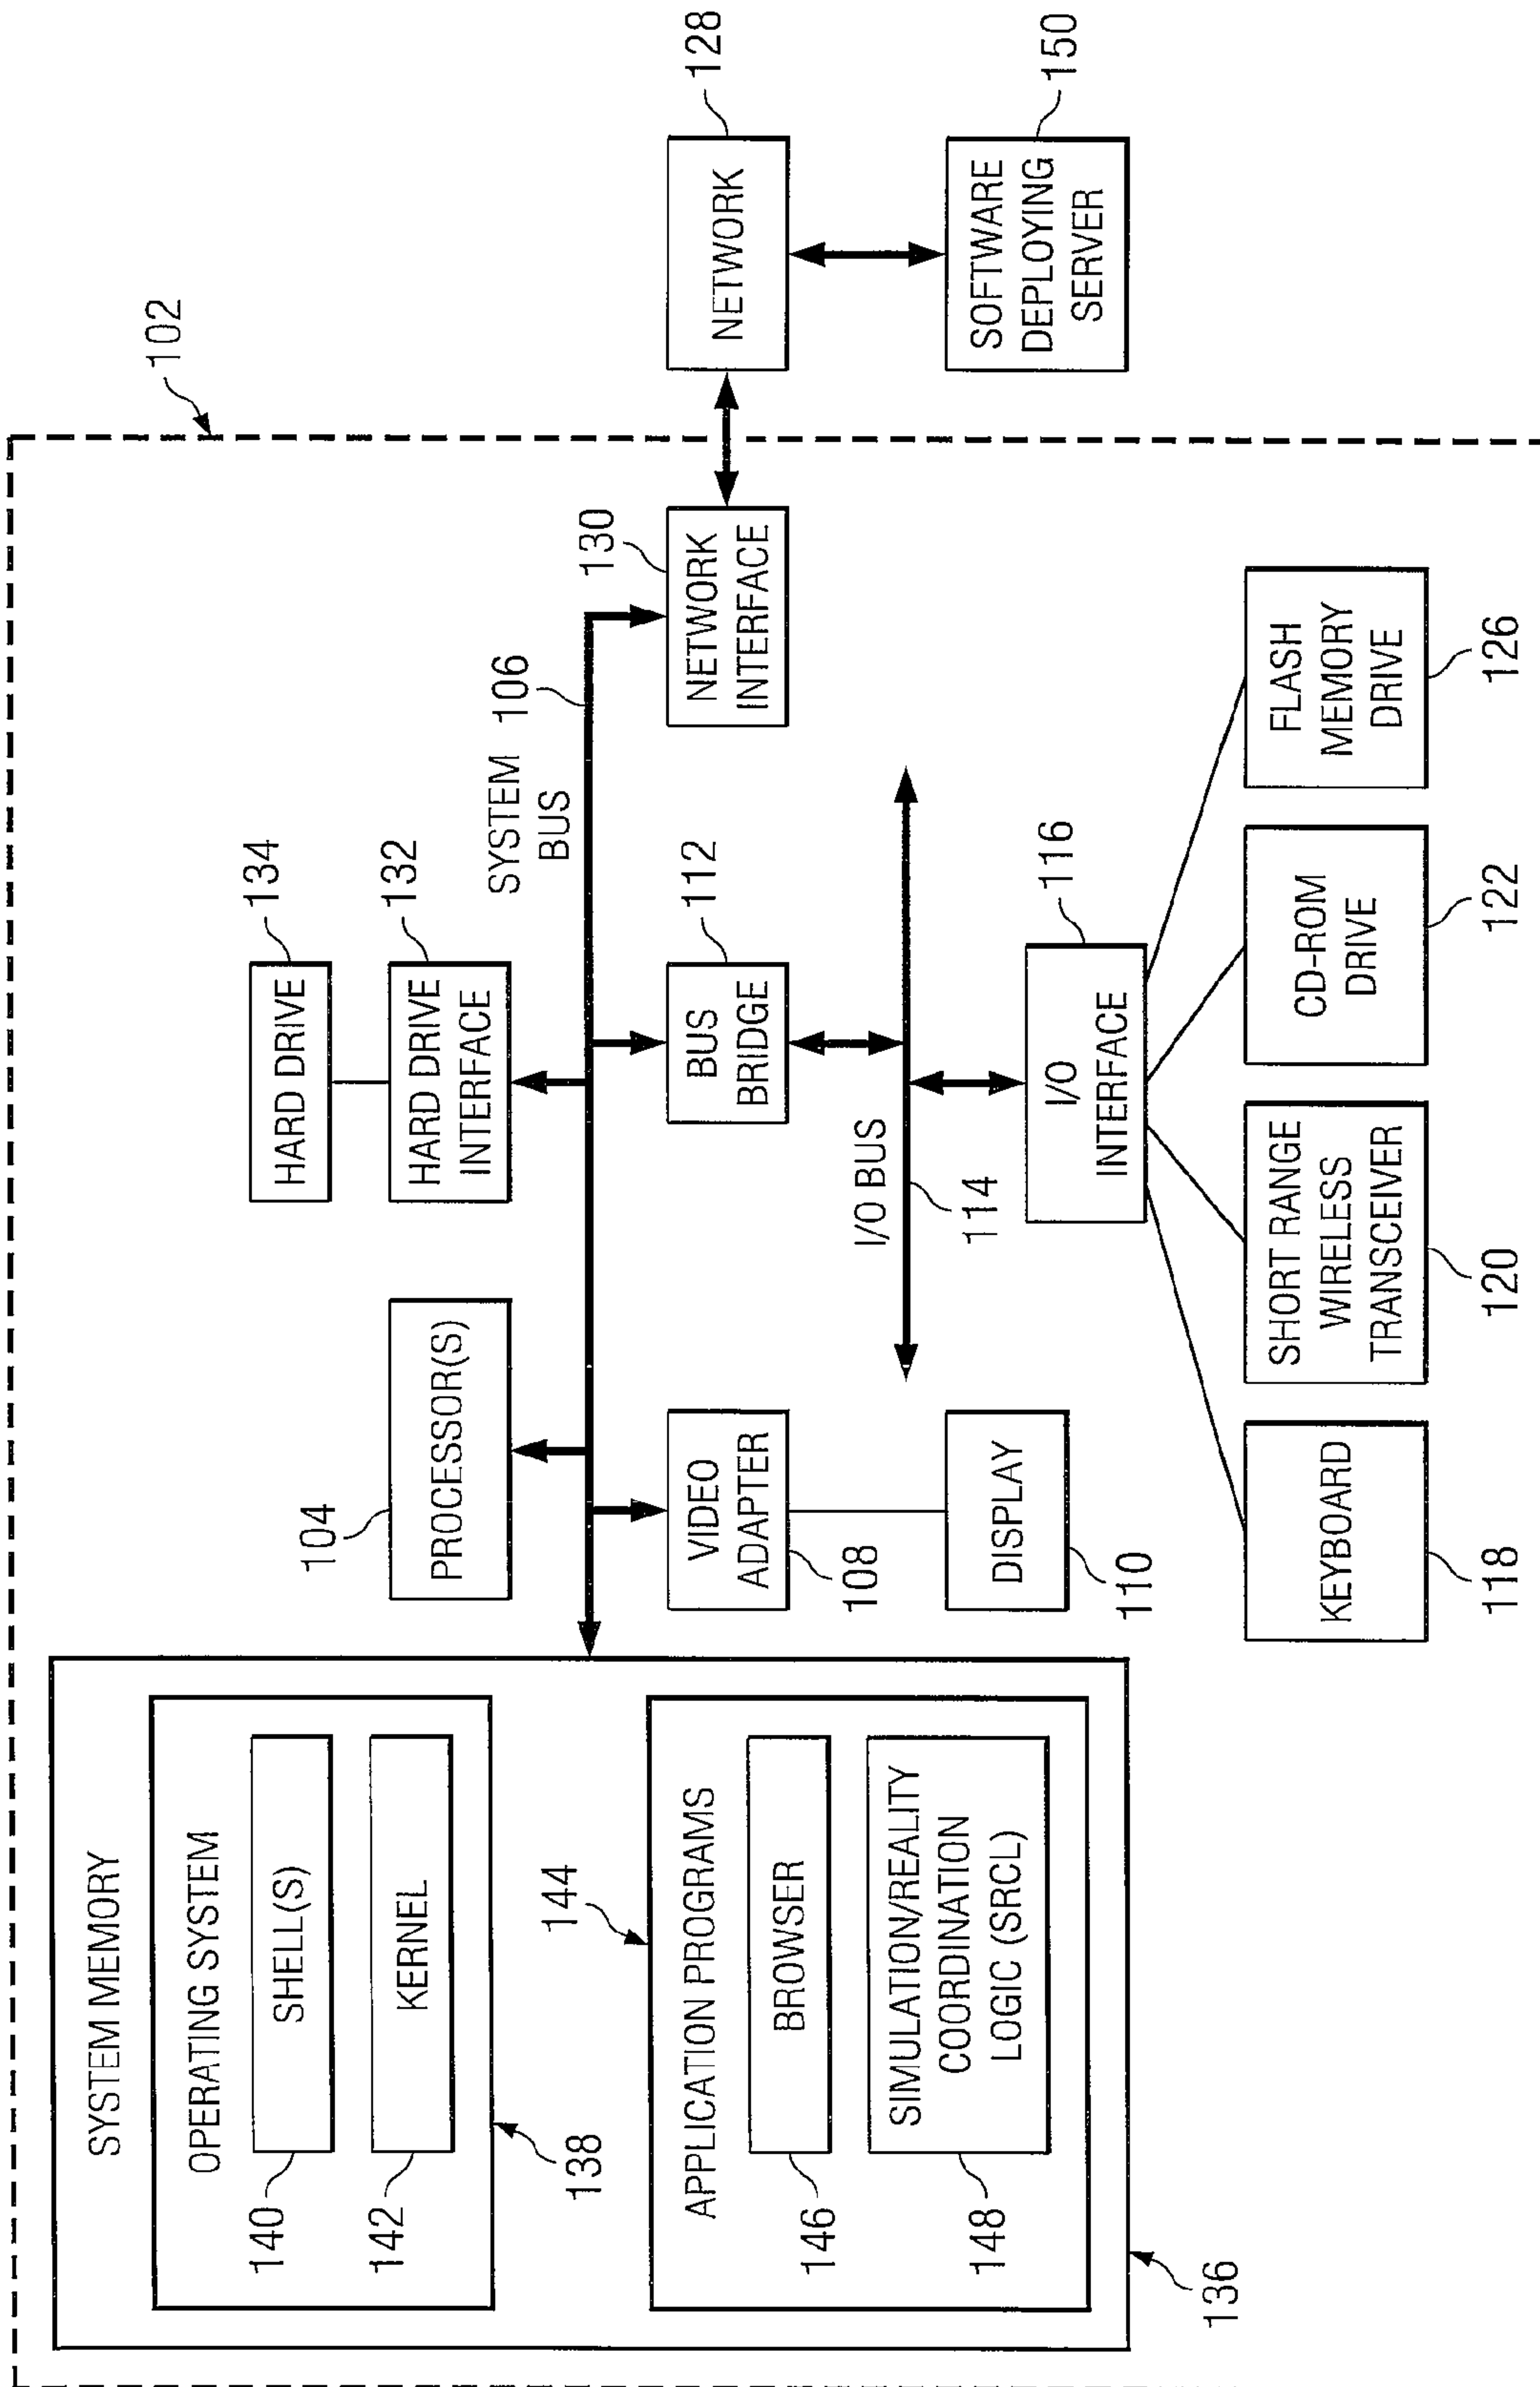 102
SYSTEM MEMORY
OPERATING SYSTEM
140
SHELL(S)
142
KERNEL
138
144
APPLICATION PROGRAMS
146
BROWSER
148
SIMULATION/REALITY
COORDINATION
LOGIC (SRCL)
136
104
PROCESSOR(S)
134
HARD DRIVE
132
HARD DRIVE
INTERFACE
SYSTEM
BUS
106
VIDEO
ADAPTER
108
DISPLAY
110
112
BUS
BRIDGE
130
NETWORK
INTERFACE
128
NETWORK
150
SOFTWARE
DEPLOYING
SERVER
I/O BUS
114
116
I/O
INTERFACE
KEYBOARD
118
SHORT RANGE
WIRELESS
TRANSCEIVER
120
CD-ROM
DRIVE
122
FLASH
MEMORY
DRIVE
126